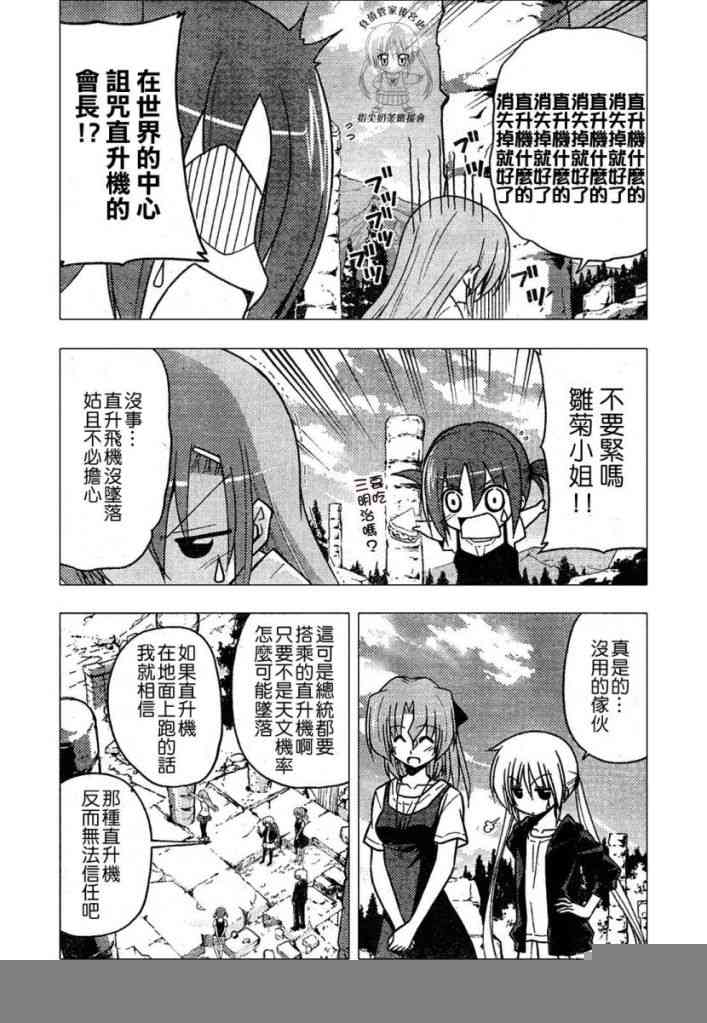 直升機什麼的
消失掉就好了
直升機什麼的
消失掉就好了
直升機什麼的
消失掉就好了
直升機什麼的
消失掉就好了
ブツ
ブツ
ブツ
在世界的中心
詛咒直升機的
會長!?
不要緊嗎
雛菊小姐!!
喜吃
三明治嗎?
沒事…
直升飛機沒墜落
姑且不必擔心
真是的…
沒用的傢伙
這可是總統都要
搭乘的直升機啊
只要不是天文機率
怎麼可能墜落
如果直升機
在地面上跑的話
我就相信
那種直升機
反而無法信任吧